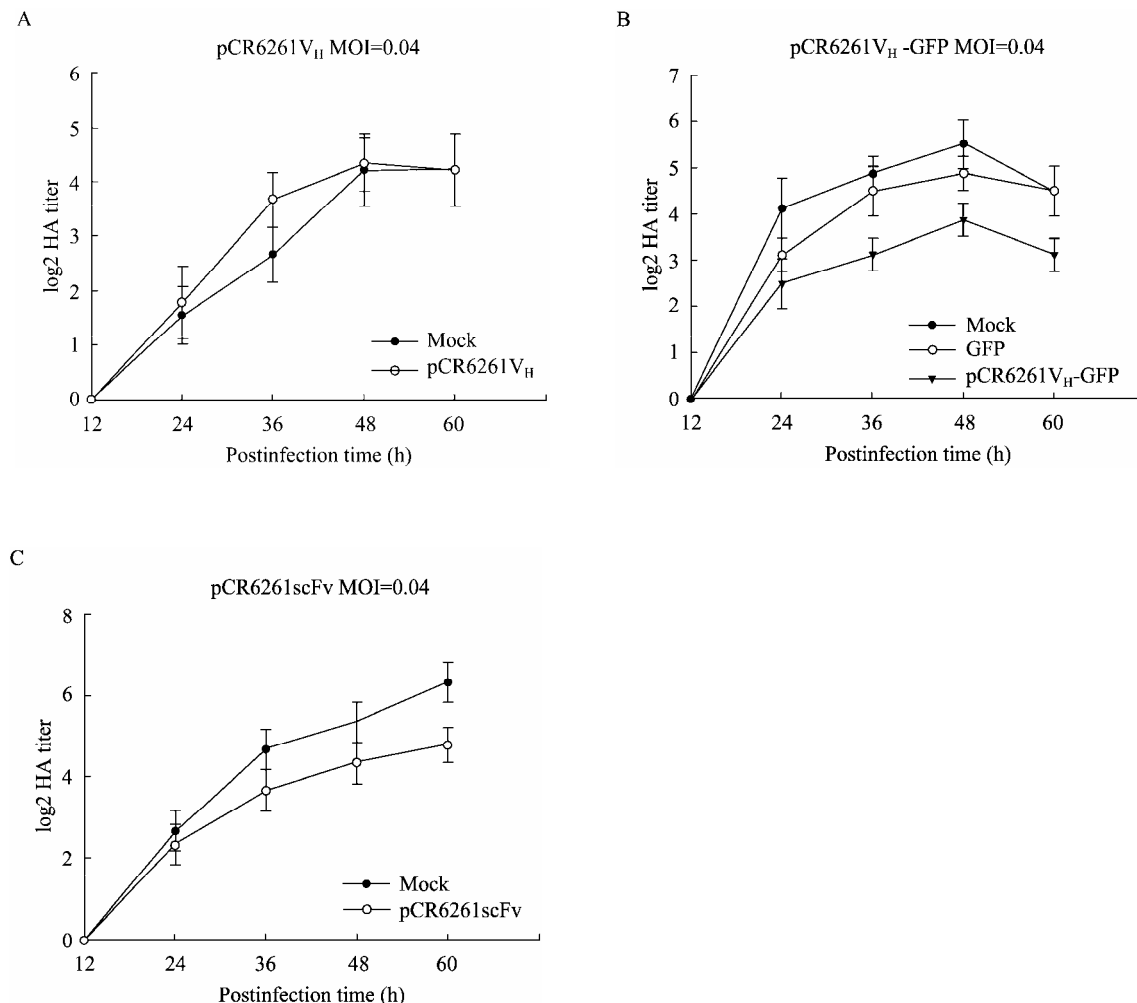 A
pCR6261VH MOI=0.04
6
5
4
3
2
1
0
log2 HA titer
Mock
pCR6261VH
12 24 36 48 60
Postinfection time (h)
B
pCR6261VH -GFP MOI=0.04
7
6
5
4
3
2
1
0
log2 HA titer
Mock
GFP
pCR6261VH-GFP
12 24 36 48 60
Postinfection time (h)
C
pCR6261scFv MOI=0.04
8
6
4
2
0
log2 HA titer
Mock
pCR6261scFv
12 24 36 48 60
Postinfection time (h)